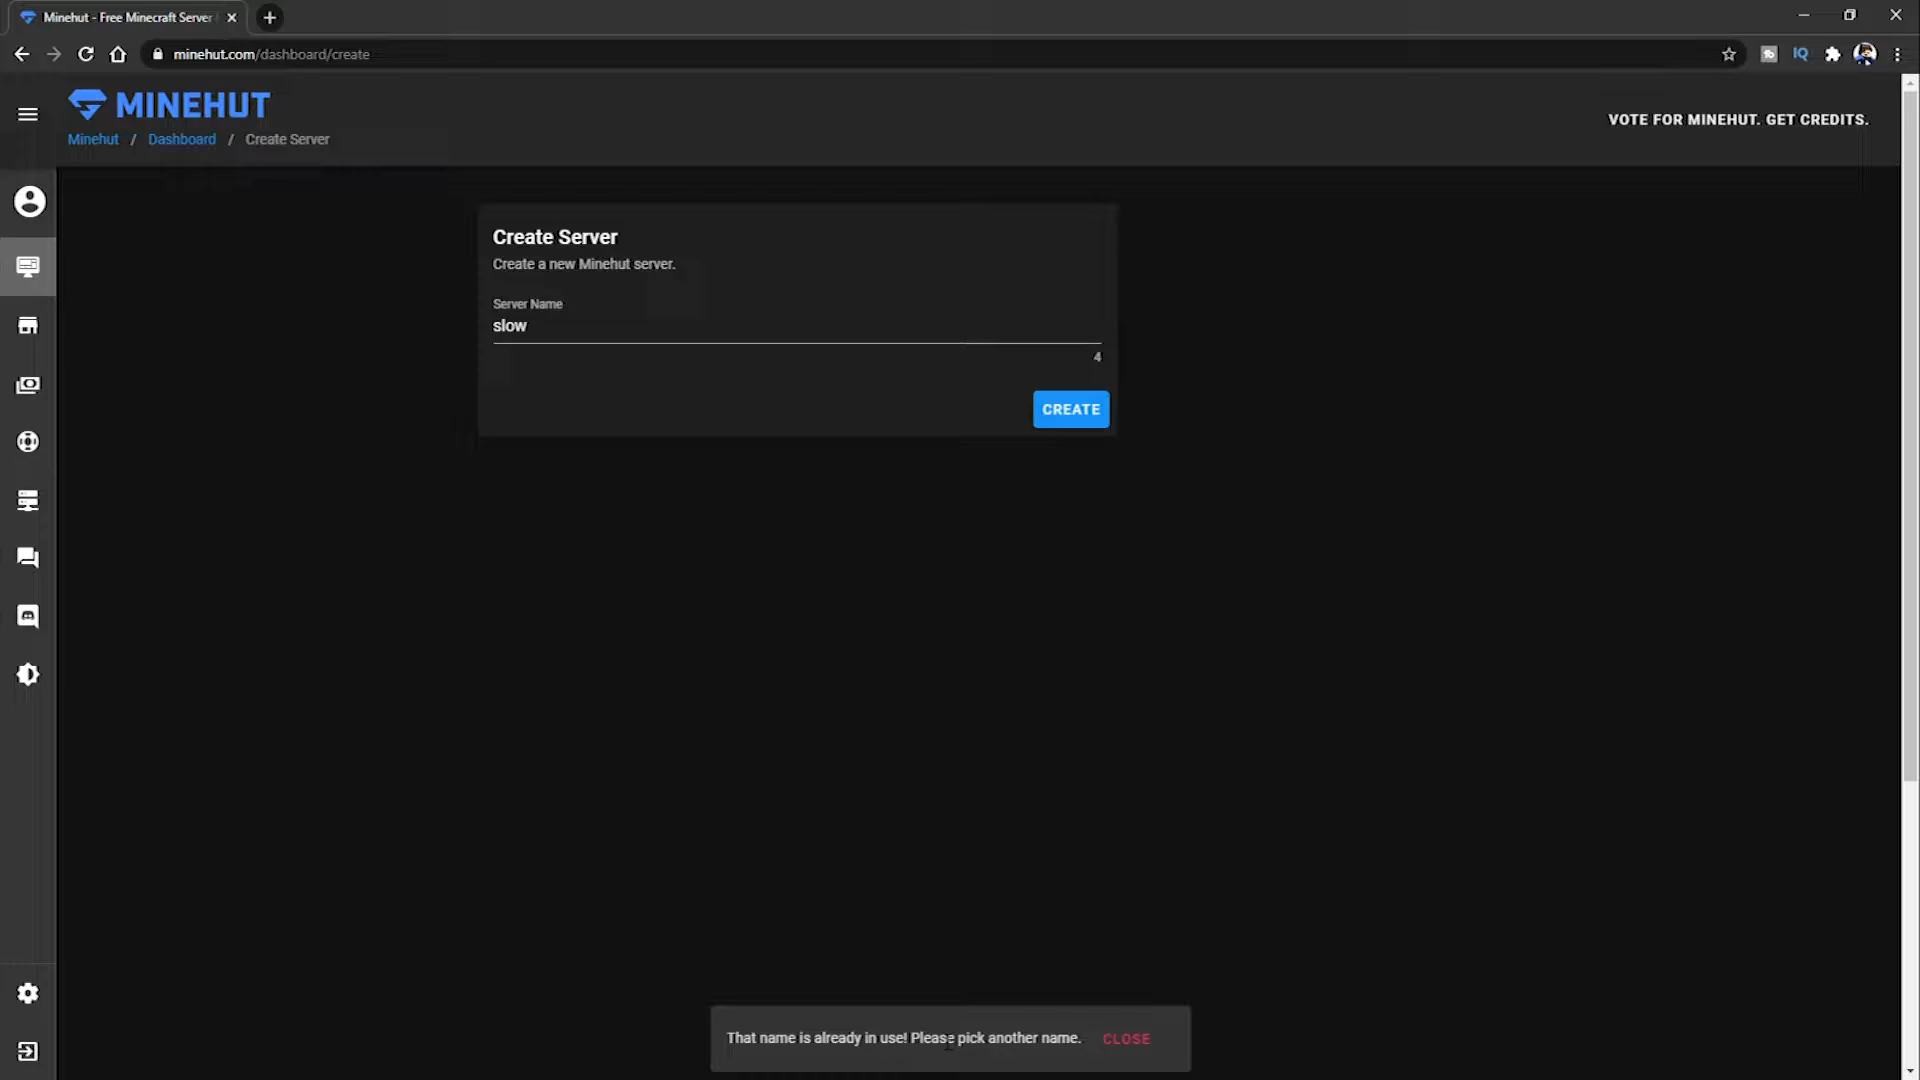 Minehut - Free Minecraft Server
minehut.com/dashboard/create
IQ
MINEHUT
Minehut / Dashboard / Create Server
VOTE FOR MINEHUT. GET CREDITS.
Create Server
Create a new Minehut server.
Server Name
slow
4
CREATE
That name is already in use! Please pick another name. CLOSE